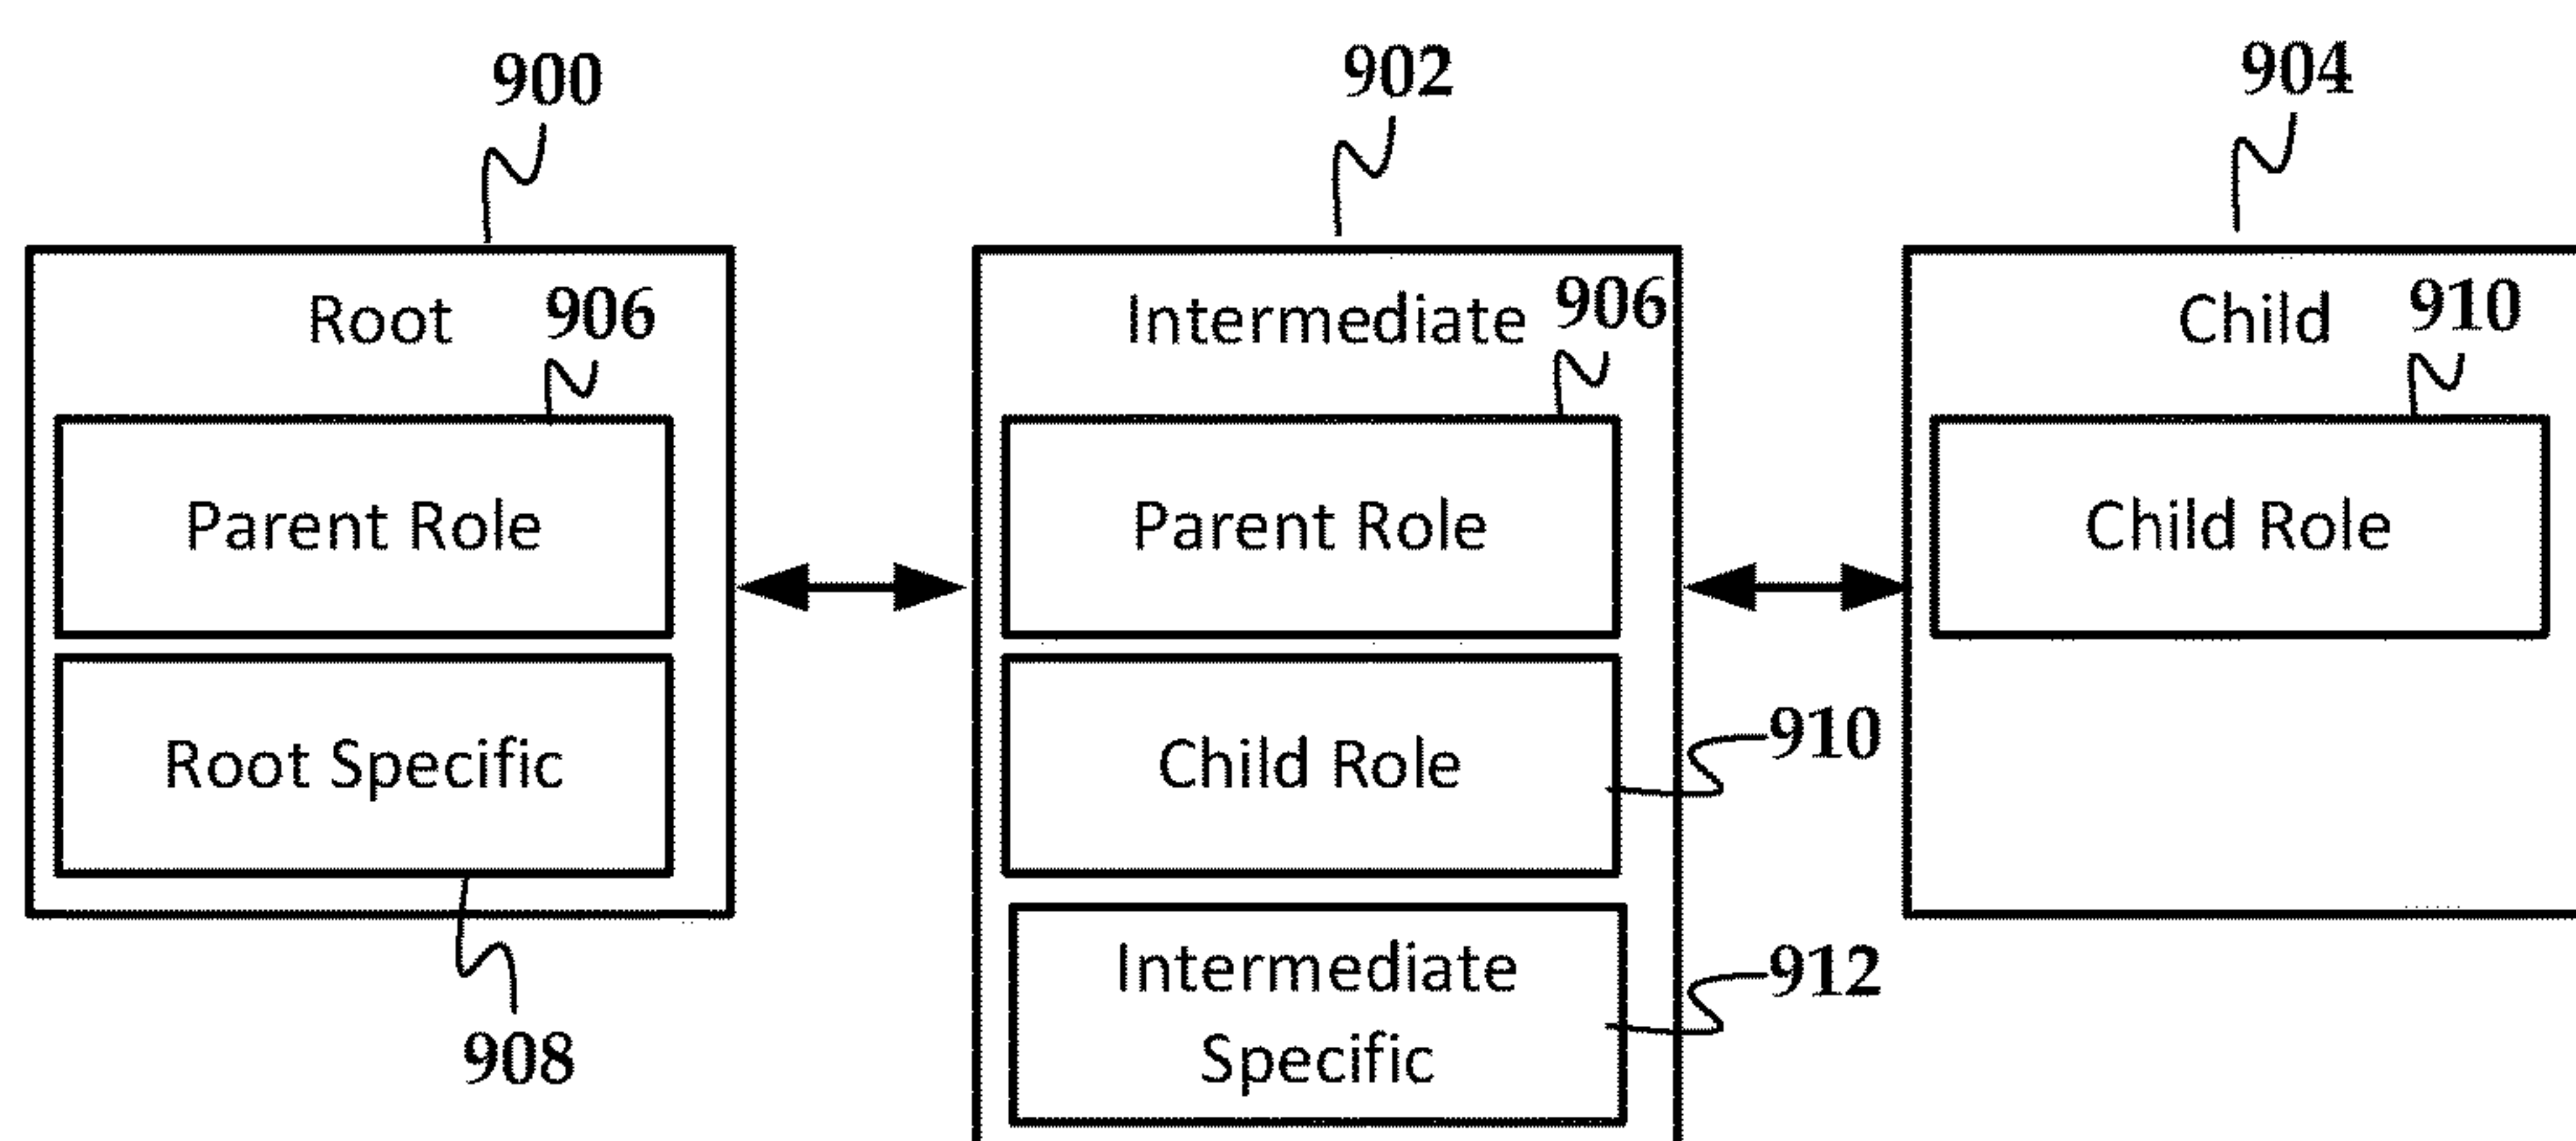 900
902
904
Root
906
Parent Role
Root Specific
908
Intermediate
906
Parent Role
Child Role
910
Intermediate
Specific
912
Child
910
Child Role